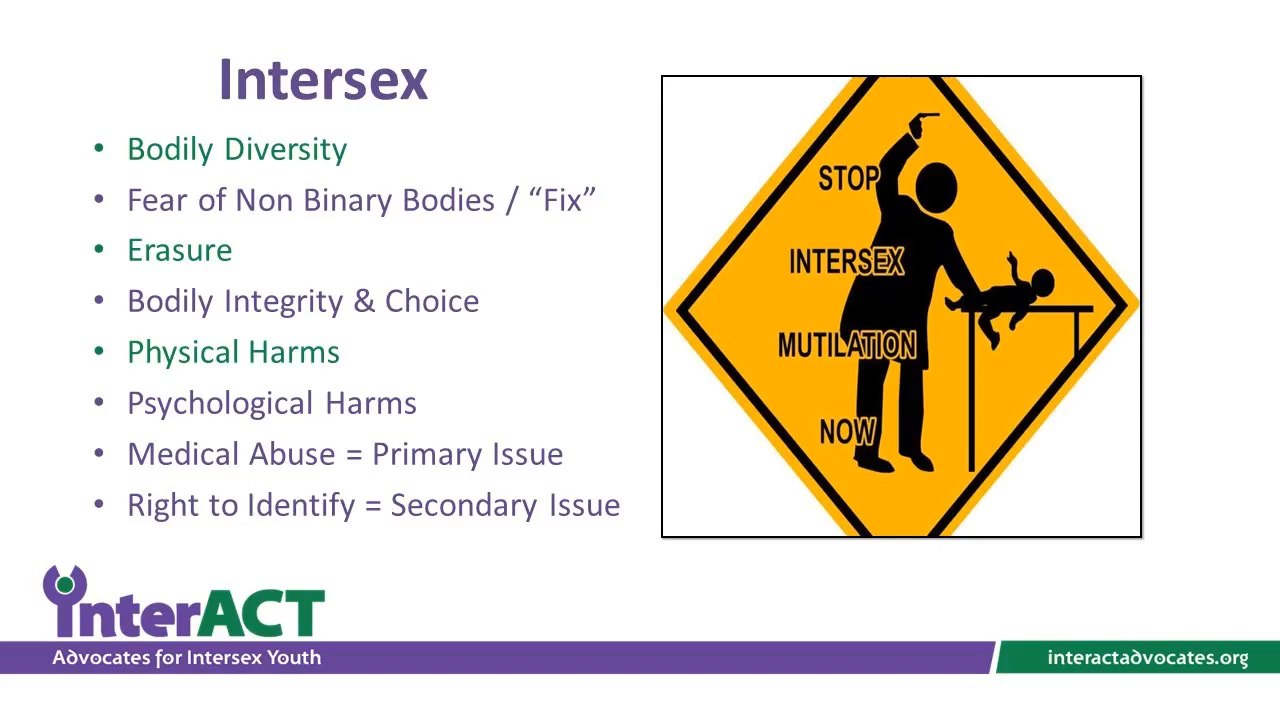 Intersex
• Bodily Diversity
• Fear of Non Binary Bodies / “Fix”
• Erasure
• Bodily Integrity & Choice
• Physical Harms
• Psychological Harms
• Medical Abuse = Primary Issue
• Right to Identify = Secondary Issue
STOP
INTERSEX
MUTILATION
NOW
interACT
Advocates for Intersex Youth
interactadvocates.org